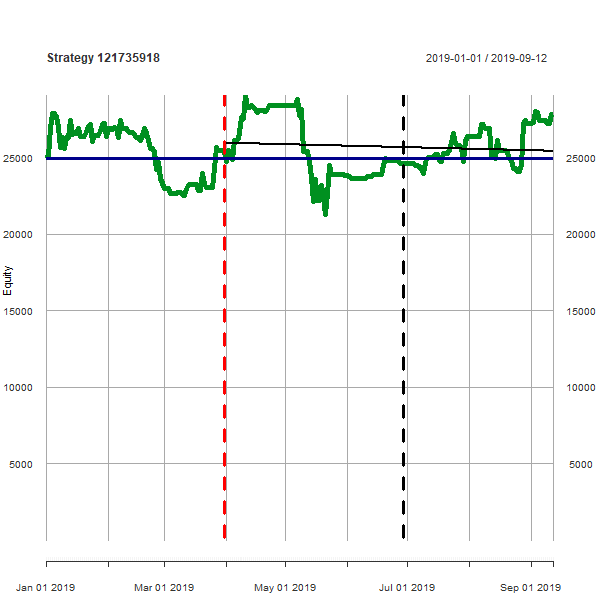 Strategy 121735918
2019-01-01 / 2019-09-12
25000 25000
20000 20000
Equity
15000 15000
10000 10000
5000 5000
Jan 01 2019 Mar 01 2019 May 01 2019 Jul 01 2019 Sep 01 2019